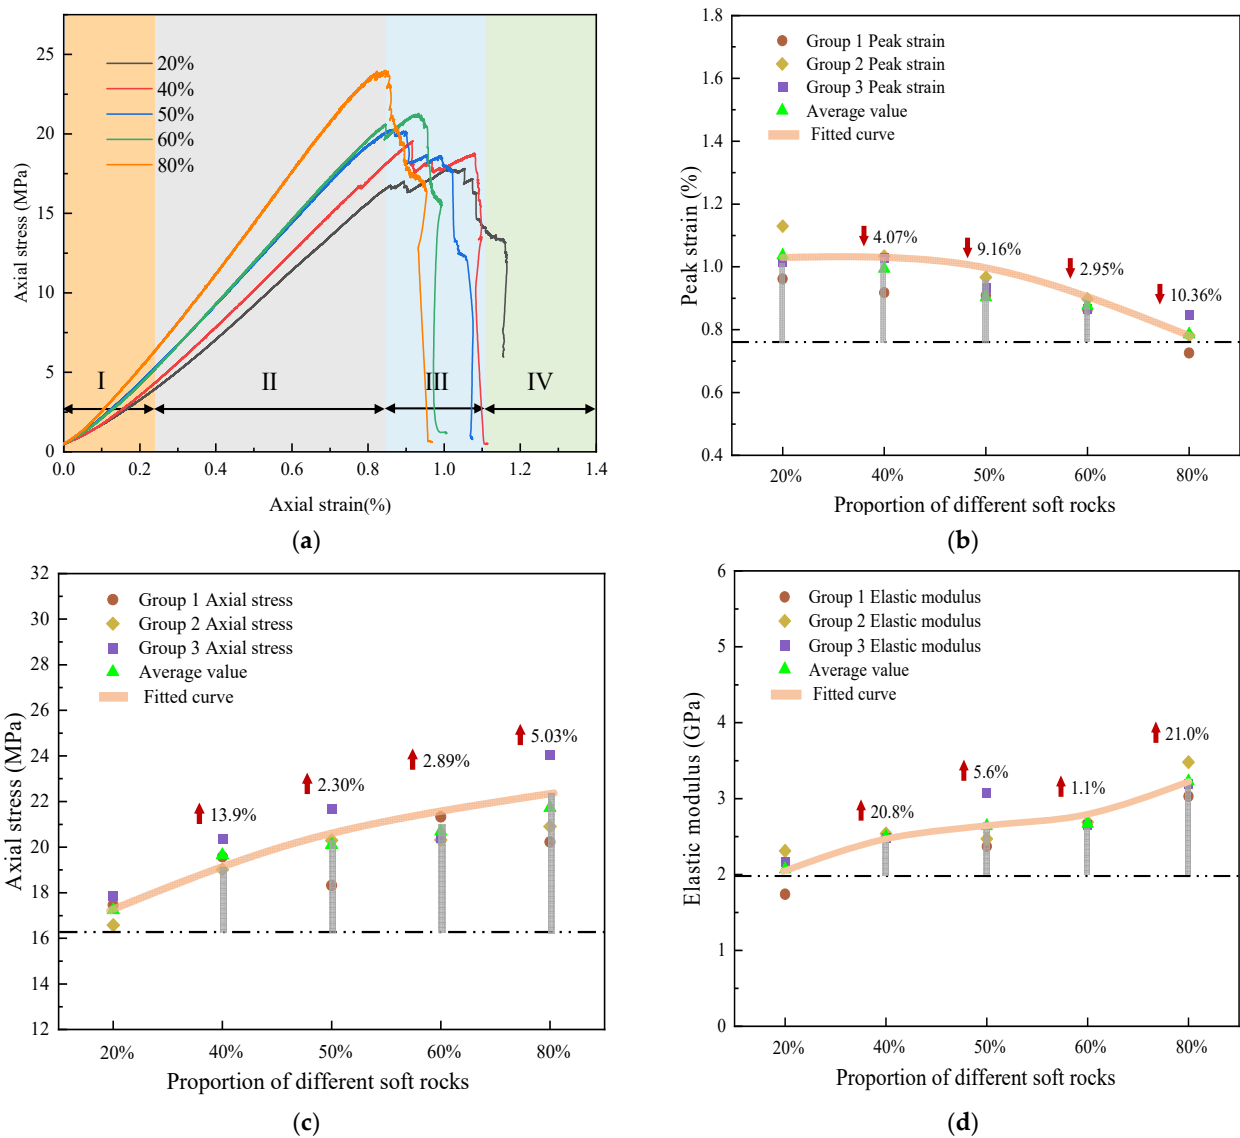 25
20
15
10
5
0
Axial stress (MPa)
20%
40%
50%
60%
80%
I
II
III
IV
0.0
0.2
0.4
0.6
0.8
1.0
1.2
1.4
Axial strain(%)
(a)
1.8
1.6
1.4
1.2
1.0
0.8
0.6
0.4
Peak strain (%)
Group 1 Peak strain
Group 2 Peak strain
Group 3 Peak strain
Average value
Fitted curve
4.07%
9.16%
2.95%
10.36%
20%
40%
50%
60%
80%
Proportion of different soft rocks
(b)
32
30
28
26
24
22
20
18
16
14
12
Axial stress (MPa)
Group 1 Axial stress
Group 2 Axial stress
Group 3 Axial stress
Average value
Fitted curve
13.9%
2.30%
2.89%
5.03%
20%
40%
50%
60%
80%
Proportion of different soft rocks
(c)
6
5
4
3
2
1
0
Elastic modulus (GPa)
Group 1 Elastic modulus
Group 2 Elastic modulus
Group 3 Elastic modulus
Average value
Fitted curve
20.8%
5.6%
1.1%
21.0%
20%
40%
50%
60%
80%
Proportion of different soft rocks
(d)